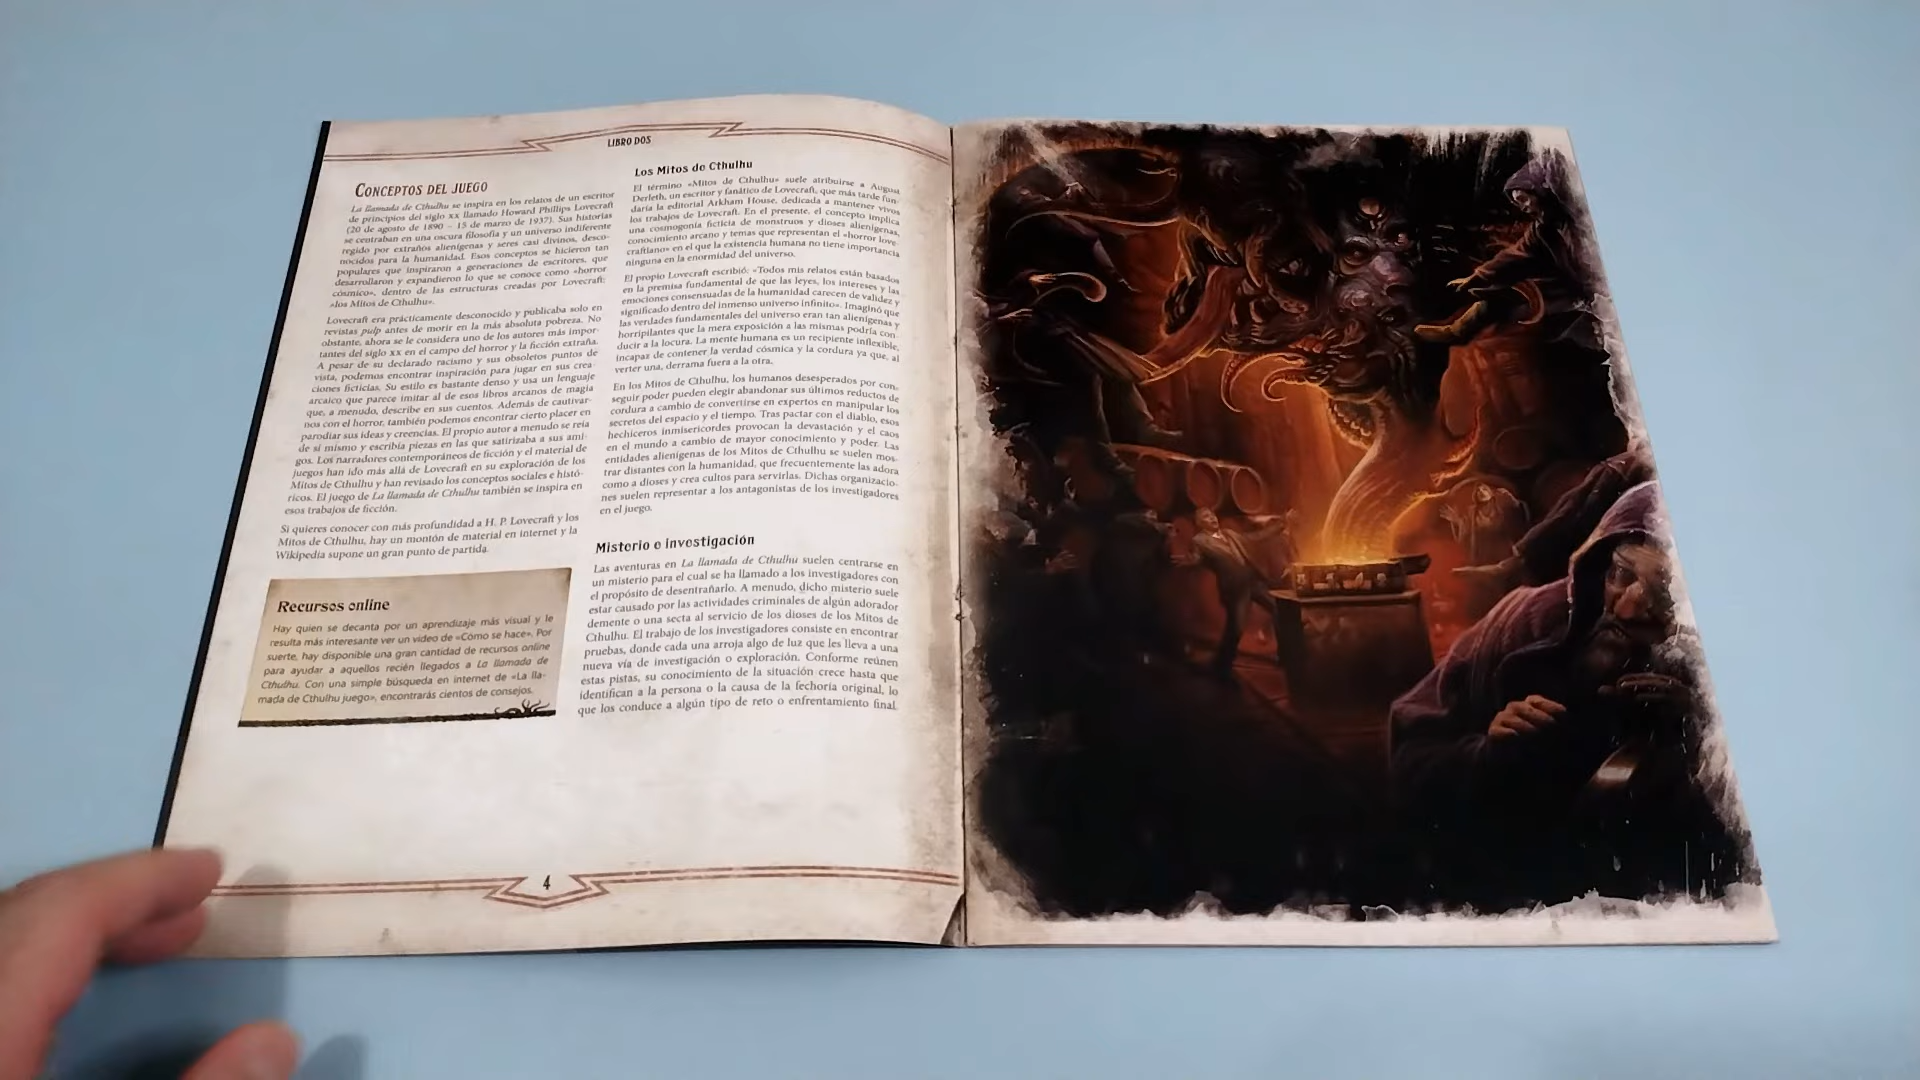 LIBRO DOS
CONCEPTOS DEL JUEGO
La llamada de Cthulhu se inspira en los relatos de un escritor
de principios del siglo XX llamado Howard Phillips Lovecraft
(20 de agosto de 1890 – 15 de marzo de 1937). Sus historias
se centraban en una oscura filosofía y un universo indiferente
regido por extraños alienígenas y seres casi divinos, desco-
nocidos para la humanidad. Esos conceptos se hicieron tan
populares que inspiraron a generaciones de escritores, que
desarrollaron y expandieron lo que se conoce como «horror
cósmico», dentro de las estructuras creadas por Lovecraft:
«los Mitos de Cthulhu».
Lovecraft era prácticamente desconocido y publicaba solo en
revistas pulp antes de morir en la más absoluta pobreza. No
obstante, ahora se le considera uno de los autores más impor-
tantes del siglo XX en el campo del horror y la ficción extraña.
A pesar de su declarado racismo y sus obsoletos puntos de
vista, podemos encontrar inspiración para jugar en sus crea-
ciones ficticias. Su estilo es bastante denso y usa un lenguaje
arcaico que parece imitar al de esos libros arcanos de magia
que, a menudo, describe en sus cuentos. Además de cautivar-
nos con el horror, también podemos encontrar cierto placer en
parodiar sus ideas y creencias. El propio autor a menudo se reía
de sí mismo y escribía piezas en las que satirizaba a sus ami-
gos. Los narradores contemporáneos de ficción y el material de
juegos han ido más allá de Lovecraft en su exploración de los
Mitos de Cthulhu y han revisado los conceptos sociales e histó-
ricos. El juego de La llamada de Cthulhu también se inspira en
esos trabajos de ficción.
Si quieres conocer con más profundidad a H. P. Lovecraft y los
Mitos de Cthulhu, hay un montón de material en internet y la
Wikipedia supone un gran punto de partida.
Recursos online
Hay quien se decanta por un aprendizaje más visual y le
resulta más interesante ver un video de «Cómo se hace». Por
suerte, hay disponible una gran cantidad de recursos online
para ayudar a aquellos recién llegados a La llamada de
Cthulhu. Con una simple búsqueda en internet de «La lla-
mada de Cthulhu juego», encontrarás cientos de consejos.
Los Mitos de Cthulhu
El término «Mitos de Cthulhu» suele atribuirse a August
Derleth, un escritor y fanático de Lovecraft, que más tarde fun-
daría la editorial Arkham House, dedicada a mantener vivos
los trabajos de Lovecraft. En el presente, el concepto implica
una cosmogonía ficticia de monstruos y dioses alienígenas,
conocimiento arcano y temas que representan el «horror love-
craftiano» en el que la existencia humana no tiene importancia
ninguna en la enormidad del universo.
El propio Lovecraft escribió: «Todos mis relatos están basados
en la premisa fundamental de que las leyes, los intereses y las
emociones consensuadas de la humanidad carecen de validez y
significado dentro del inmenso universo infinito». Imaginó que
las verdades fundamentales del universo eran tan alienígenas y
horripilantes que la mera exposición a las mismas podría con-
ducir a la locura. La mente humana es un recipiente inflexible,
incapaz de contener la verdad cósmica y la cordura ya que, al
verter una, derrama fuera a la otra.
En los Mitos de Cthulhu, los humanos desesperados por con-
seguir poder pueden elegir abandonar sus últimos reductos de
cordura a cambio de convertirse en expertos en manipular los
secretos del espacio y el tiempo. Tras pactar con el diablo, esos
hechiceros inmisericordes provocan la devastación y el caos
en el mundo a cambio de mayor conocimiento y poder. Las
entidades alienígenas de los Mitos de Cthulhu se suelen mos-
trar distantes con la humanidad, que frecuentemente las adora
como a dioses y crea cultos para servirlas. Dichas organizacio-
nes suelen representar a los antagonistas de los investigadores
en el juego.
Misterio e investigación
Las aventuras en La llamada de Cthulhu suelen centrarse en
un misterio para el cual se ha llamado a los investigadores con
el propósito de desentrañarlo. A menudo, dicho misterio suele
estar causado por las actividades criminales de algún adorador
demente o una secta al servicio de los dioses de los Mitos de
Cthulhu. El trabajo de los investigadores consiste en encontrar
pruebas, donde cada una arroja algo de luz que les lleva a una
nueva vía de investigación o exploración. Conforme reúnen
estas pistas, su conocimiento de la situación crece hasta que
identifican a la persona o la causa de la fechoría original, lo
que los conduce a algún tipo de reto o enfrentamiento final.
4